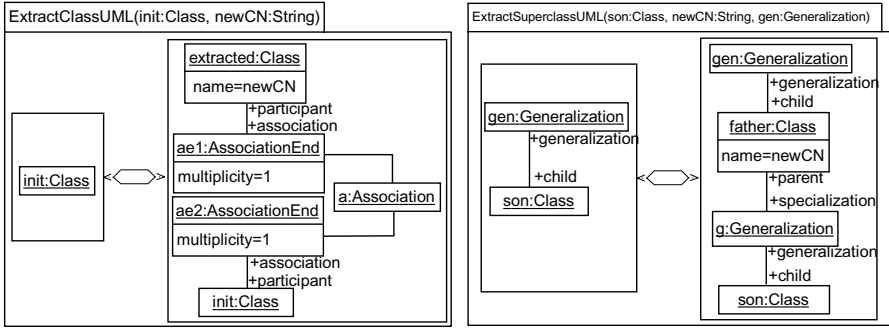 ExtractClassUML(init:Class, newCN:String)
init:Class
extracted:Class
name=newCN
+participant
+association
ae1:AssociationEnd
multiplicity=1
a:Association
ae2:AssociationEnd
multiplicity=1
+association
+participant
init:Class
ExtractSuperclassUML(son:Class, newCN:String, gen:Generalization)
gen:Generalization
+generalization
+child
son:Class
gen:Generalization
+generalization
+child
father:Class
name=newCN
+parent
+specialization
g:Generalization
+generalization
+child
son:Class